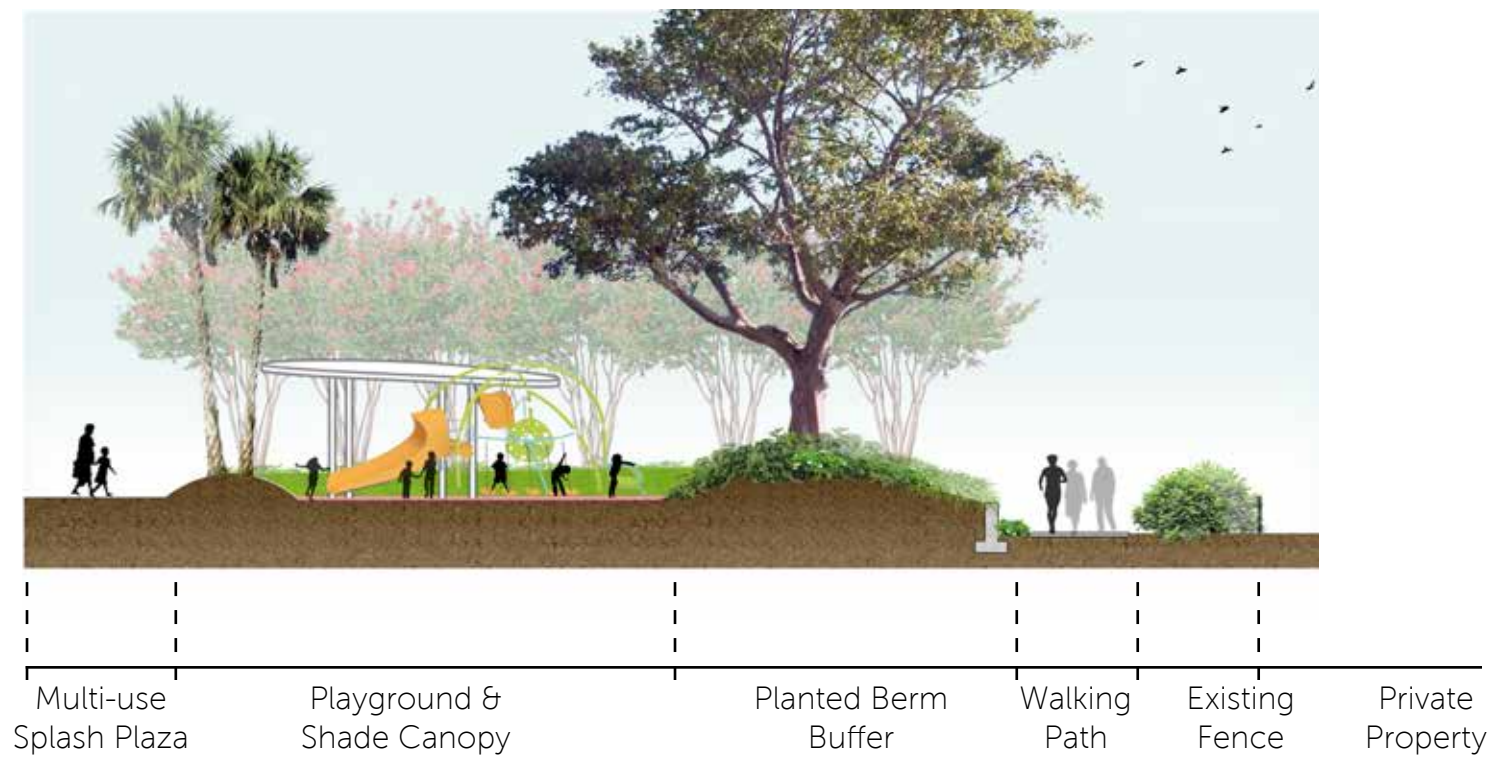 Multi-use
Splash Plaza
Playground &
Shade Canopy
Planted Berm
Buffer
Walking
Path
Existing
Fence
Private
Property